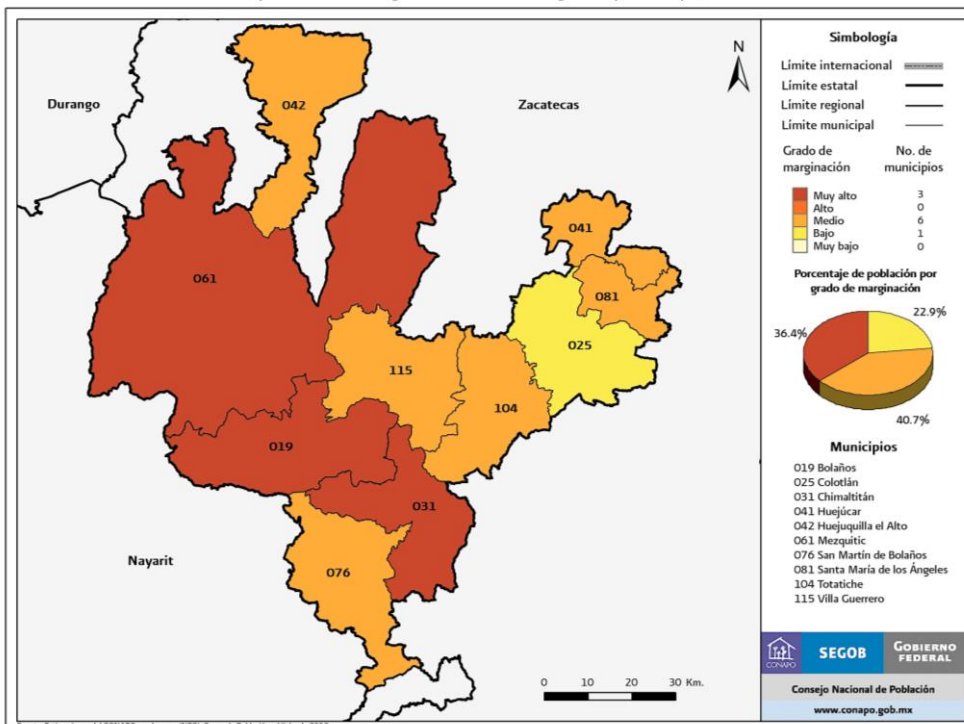 Durango
Zacatecas
Nayarit
N
042
061
041
081
025
115
104
019
031
076
0 10 20 30 Km.
Simbología
Límite internacional
Límite estatal
Límite regional
Límite municipal
Grado de marginación No. de municipios
Muy alto 3
Alto 0
Medio 6
Bajo 1
Muy bajo 0
Porcentaje de población por
grado de marginación
22.9%
36.4%
40.7%
Municipios
019 Bolaños
025 Colotlán
031 Chimaltitán
041 Huejúcar
042 Huejuquilla el Alto
061 Mezquitic
076 San Martín de Bolaños
081 Santa María de los Ángeles
104 Totatiche
115 Villa Guerrero
CONAPO
SEGOB
GOBIERNO
FEDERAL
Consejo Nacional de Población
www.conapo.gob.mx